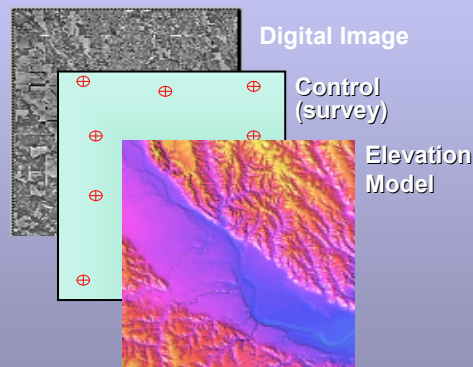 Digital Image
Control
(survey)
Elevation
Model